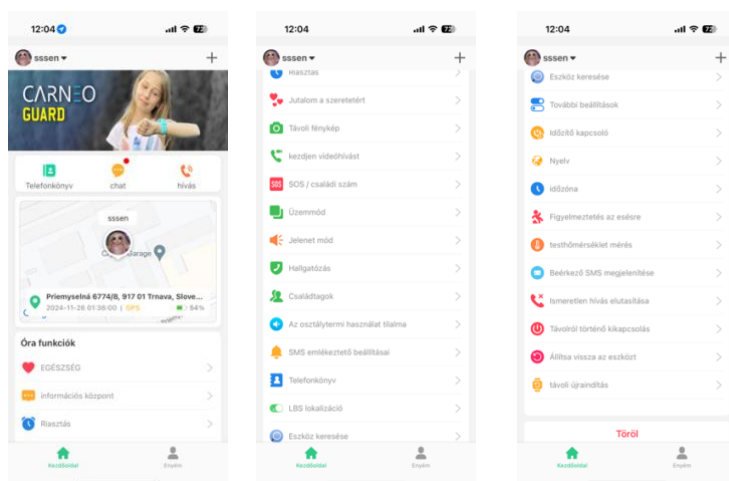 12:04
73
sssen
CARNEO
GUARD
Telefonkönyv
chat
hívás
sssen
Garage
Priemyselná 6774/8, 917 01 Trnava, Slove...
2024-11-26 01:36:00 | GPS
54%
Óra funkciók
EGÉSZSÉG
információs központ
Riasztás
Kezdőoldal
Enyém
12:04
73
sssen
Riasztás
Jutalom a szeretetért
Távoli fénykép
kezdjen videóhívást
SOS
SOS / családi szám
Üzemmód
Jelenet mód
Hallgatózás
Családtagok
Az osztálytermi használat tilalma
SMS emlékeztető beállításai
Telefonkönyv
LBS lokalizáció
Eszköz keresése
Kezdőoldal
Enyém
12:04
73
sssen
Eszköz keresése
További beállítások
Időzítő kapcsoló
Nyelv
időzóna
Figyelmeztetés az esésre
testhőmérséklet mérés
Beérkező SMS megjelenítése
Ismeretlen hívás elutasítása
Távolról történő kikapcsolás
Állítsa vissza az eszközt
távoli újraindítás
Töröl
Kezdőoldal
Enyém